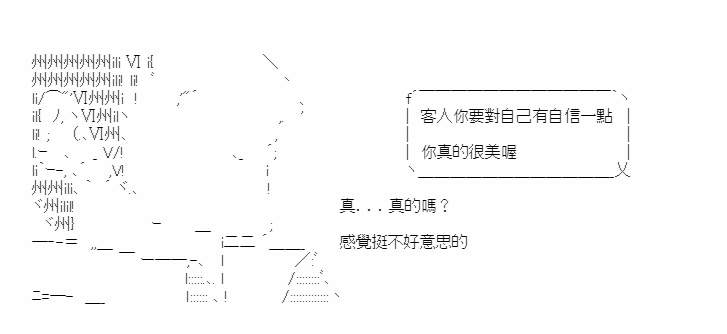 客人你要對自己有自信一點
你真的很美喔
真．．．真的嗎？
感覺挺不好意思的